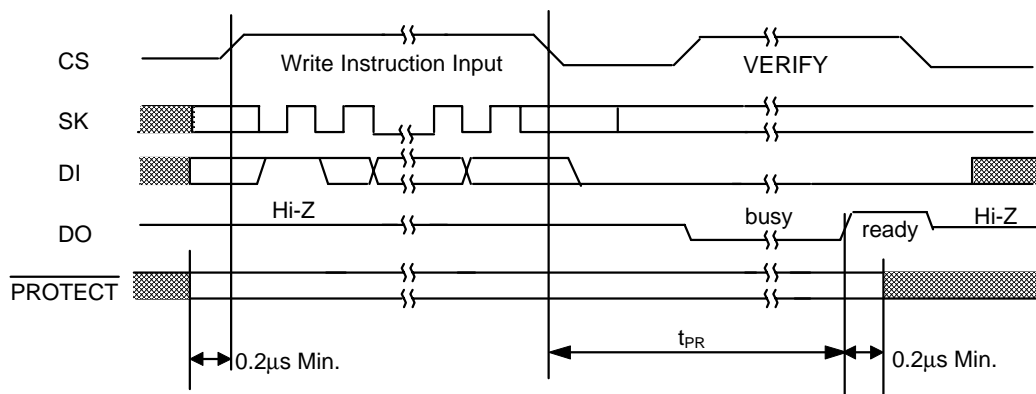 CS
Write Instruction Input
VERIFY
SK
DI
Hi-Z
busy
Hi-Z
DO
ready
PROTECT
0.2µs Min.
tPR
0.2µs Min.